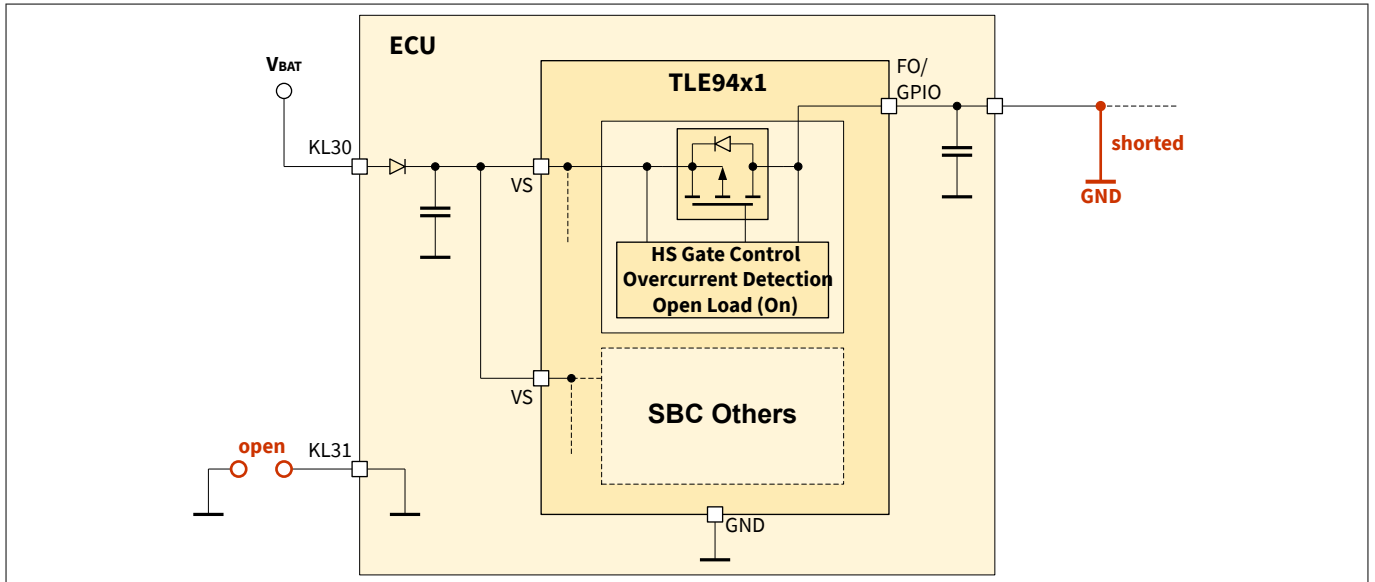 ECU
VBAT
TLE94x1
FO/
GPIO
KL30
VS
shorted
GND
HS Gate Control
Overcurrent Detection
Open Load (On)
VS
SBC Others
open
KL31
GND